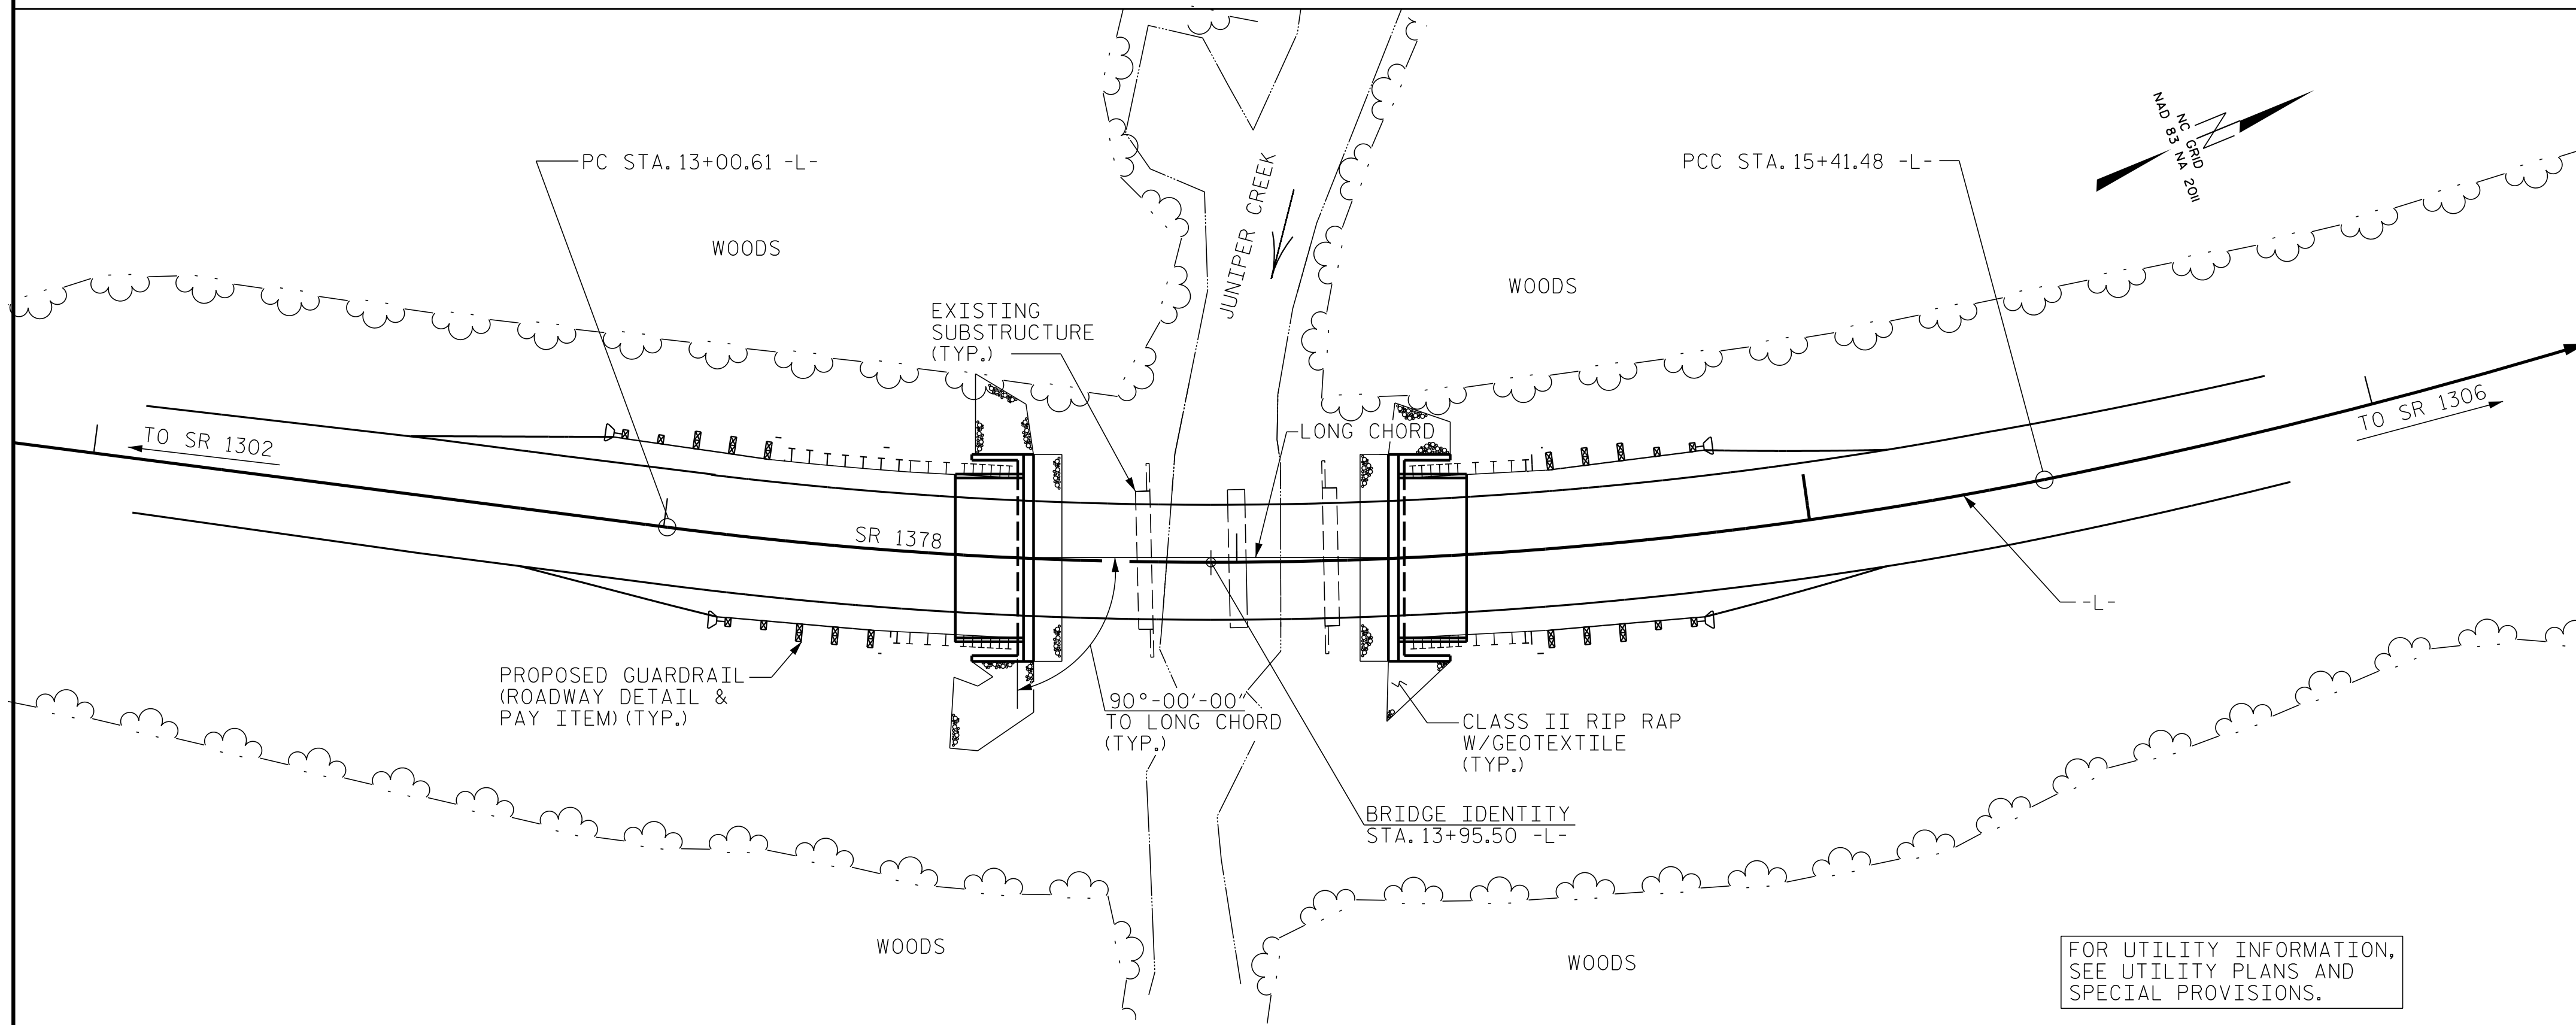 PC STA. 13+00.61 -L-
PCC STA. 15+41.48 -L-
NC GRID
NAD 83 NA 2011
WOODS
JUNIPER CREEK
WOODS
EXISTING
SUBSTRUCTURE
(TYP.)
LONG CHORD
TO SR 1302
TO SR 1306
SR 1378
-L-
PROPOSED GUARDRAIL
(ROADWAY DETAIL &
PAY ITEM) (TYP.)
90°-00'-00"
TO LONG CHORD
(TYP.)
CLASS II RIP RAP
W/GEOTEXTILE
(TYP.)
BRIDGE IDENTITY
STA. 13+95.50 -L-
WOODS
WOODS
FOR UTILITY INFORMATION,
SEE UTILITY PLANS AND
SPECIAL PROVISIONS.